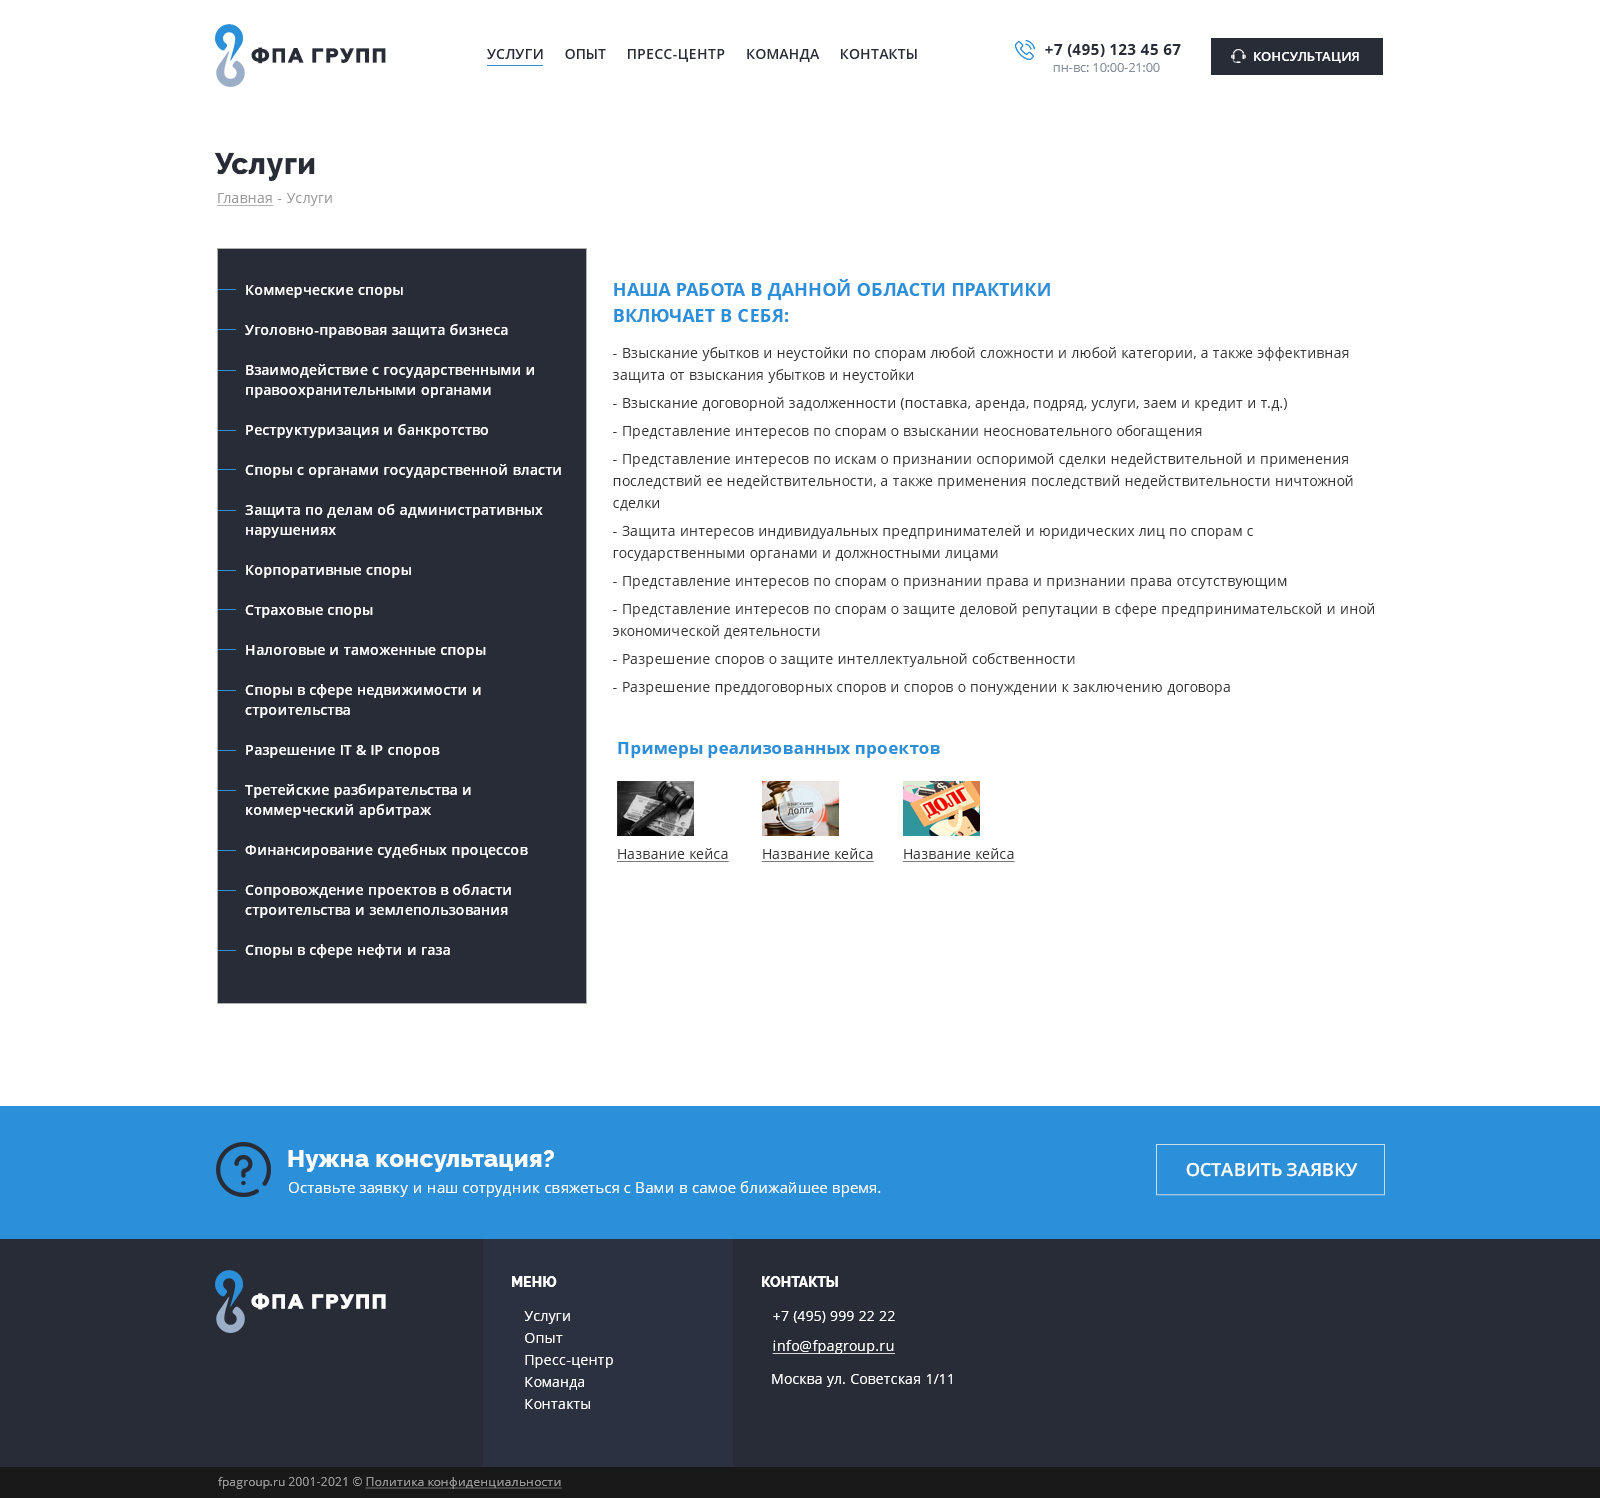 ФПА ГРУПП
УСЛУГИ ОПЫТ ПРЕСС-ЦЕНТР КОМАНДА КОНТАКТЫ
+7 (495) 123 45 67
пн-вс: 10:00-21:00
КОНСУЛЬТАЦИЯ
Услуги
Главная - Услуги
Коммерческие споры
Уголовно-правовая защита бизнеса
Взаимодействие с государственными и
правоохранительными органами
Реструктуризация и банкротство
Споры с органами государственной власти
Защита по делам об административных
нарушениях
Корпоративные споры
Страховые споры
Налоговые и таможенные споры
Споры в сфере недвижимости и
строительства
Разрешение IT & IP споров
Третейские разбирательства и
коммерческий арбитраж
Финансирование судебных процессов
Сопровождение проектов в области
строительства и землепользования
Споры в сфере нефти и газа
НАША РАБОТА В ДАННОЙ ОБЛАСТИ ПРАКТИКИ
ВКЛЮЧАЕТ В СЕБЯ:
- Взыскание убытков и неустойки по спорам любой сложности и любой категории, а также эффективная
защита от взыскания убытков и неустойки
- Взыскание договорной задолженности (поставка, аренда, подряд, услуги, заем и кредит и т.д.)
- Представление интересов по спорам о взыскании неосновательного обогащения
- Представление интересов по искам о признании оспоримой сделки недействительной и применения
последствий ее недействительности, а также применения последствий недействительности ничтожной
сделки
- Защита интересов индивидуальных предпринимателей и юридических лиц по спорам с
государственными органами и должностными лицами
- Представление интересов по спорам о признании права и признании права отсутствующим
- Представление интересов по спорам о защите деловой репутации в сфере предпринимательской и иной
экономической деятельности
- Разрешение споров о защите интеллектуальной собственности
- Разрешение преддоговорных споров и споров о понуждении к заключению договора
Примеры реализованных проектов
ВЗЫСКАНИЕ
ДОЛГА
ДОЛГ
Название кейса Название кейса Название кейса
Нужна консультация?
Оставьте заявку и наш сотрудник свяжеться с Вами в самое ближайшее время.
ОСТАВИТЬ ЗАЯВКУ
ФПА ГРУПП
МЕНЮ
Услуги
Опыт
Пресс-центр
Команда
Контакты
КОНТАКТЫ
+7 (495) 999 22 22
info@fpagroup.ru
Москва ул. Советская 1/11
fpagroup.ru 2001-2021 © Политика конфиденциальности